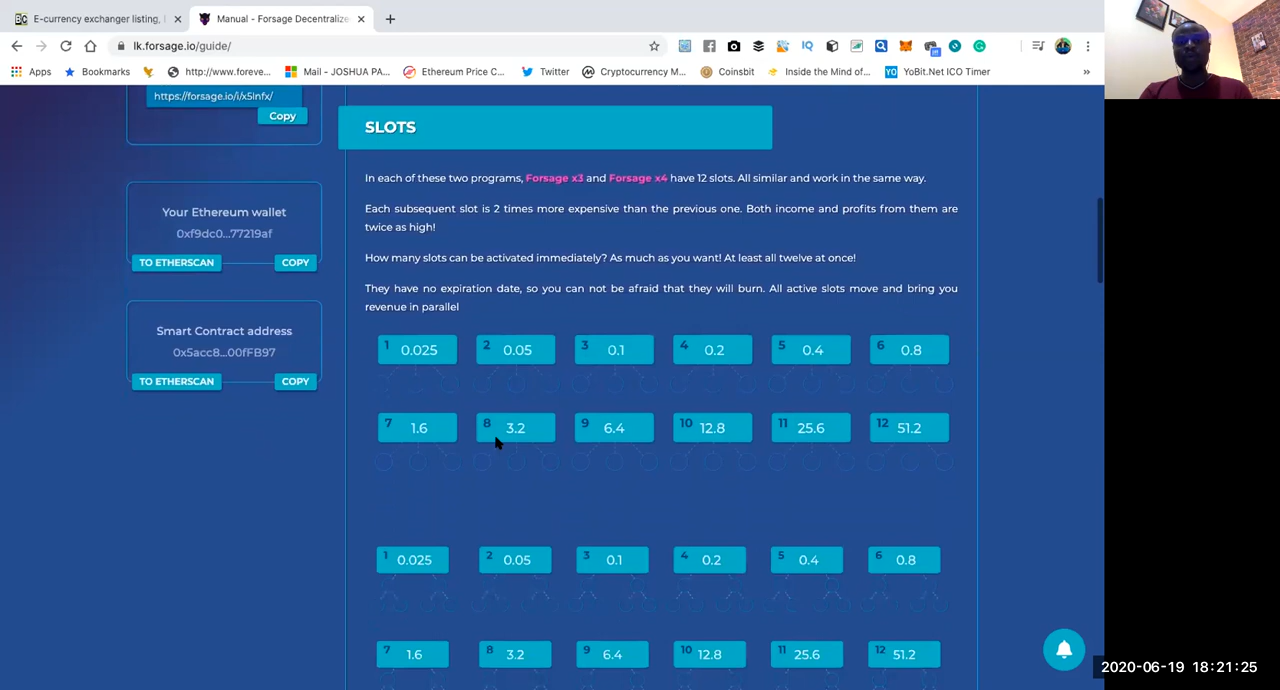 E-currency exchanger listing,
Manual - Forsage Decentralize
lk.forsage.io/guide/
Apps
Bookmarks
http://www.foreve...
Mail - JOSHUA PA...
Ethereum Price C...
Twitter
Cryptocurrency M...
Coinsbit
Inside the Mind of...
YoBit.Net ICO Terminal
https://forsage.io/i/x5lnfx/
Copy
Your Ethereum wallet
0xf9dc0...77219af
TO ETHERSCAN
COPY
Smart Contract address
0x5acc8...00fFB97
TO ETHERSCAN
COPY
SLOTS
In each of these two programs, Forsage x3 and Forsage x4 have 12 slots. All similar and work in the same way.
Each subsequent slot is 2 times more expensive than the previous one. Both income and profits from them are
twice as high!
How many slots can be activated immediately? As much as you want! At least all twelve at once!
They have no expiration date, so you can not be afraid that they will burn. All active slots move and bring you
revenue in parallel
1 0.025 2 0.05 3 0.1 4 0.2 5 0.4 6 0.8
7 1.6 8 3.2 9 6.4 10 12.8 11 25.6 12 51.2
1 0.025 2 0.05 3 0.1 4 0.2 5 0.4 6 0.8
7 1.6 8 3.2 9 6.4 10 12.8 11 25.6 12 51.2
2020-06-19 18:21:25